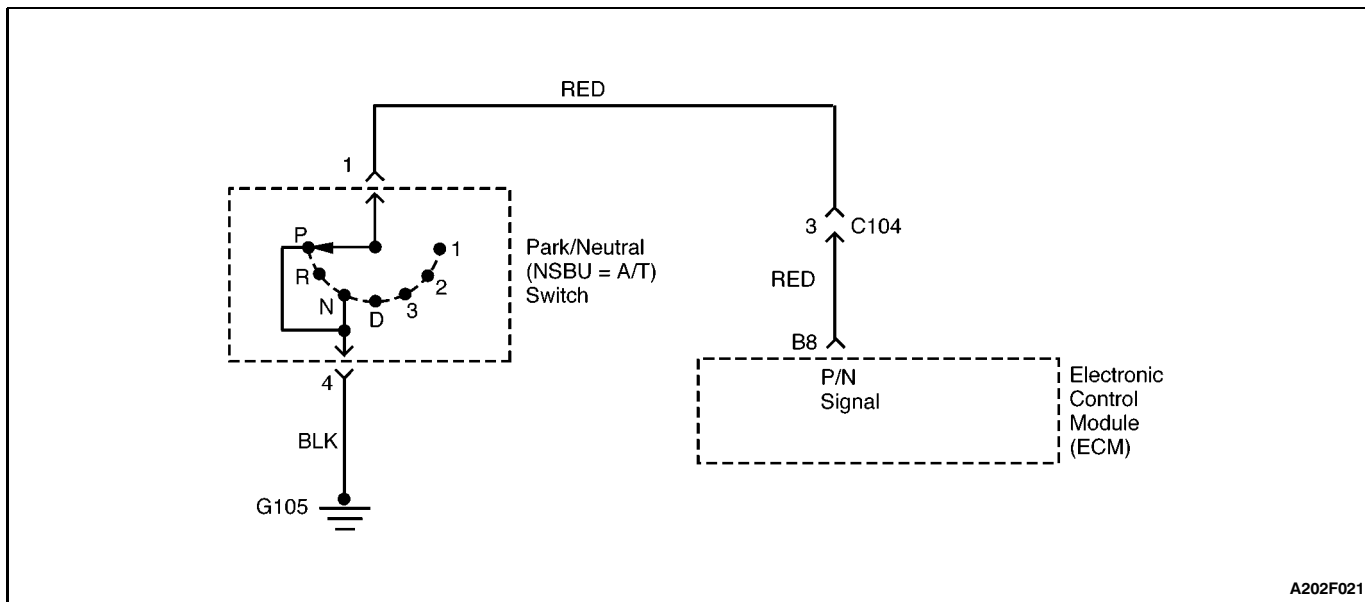 RED
1
P
R
N
D
3
2
1
Park/Neutral
(NSBU = A/T)
Switch
4
BLK
G105
3 C104
RED
B8
P/N
Signal
Electronic
Control
Module
(ECM)
A202F021